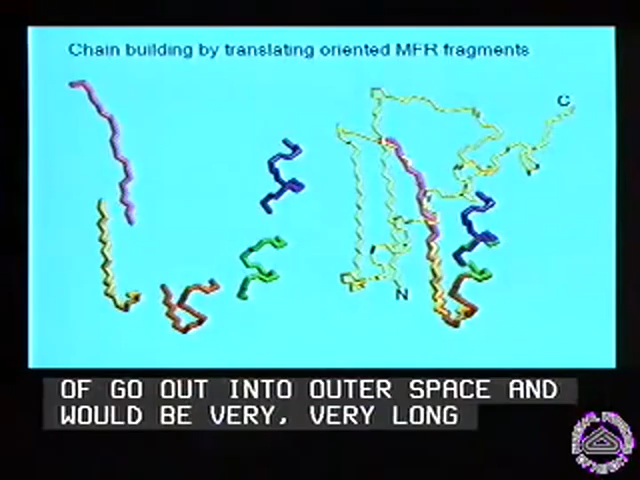 Chain building by translating oriented MFR fragments
C
N
OF GO OUT INTO OUTER SPACE AND
WOULD BE VERY, VERY LONG